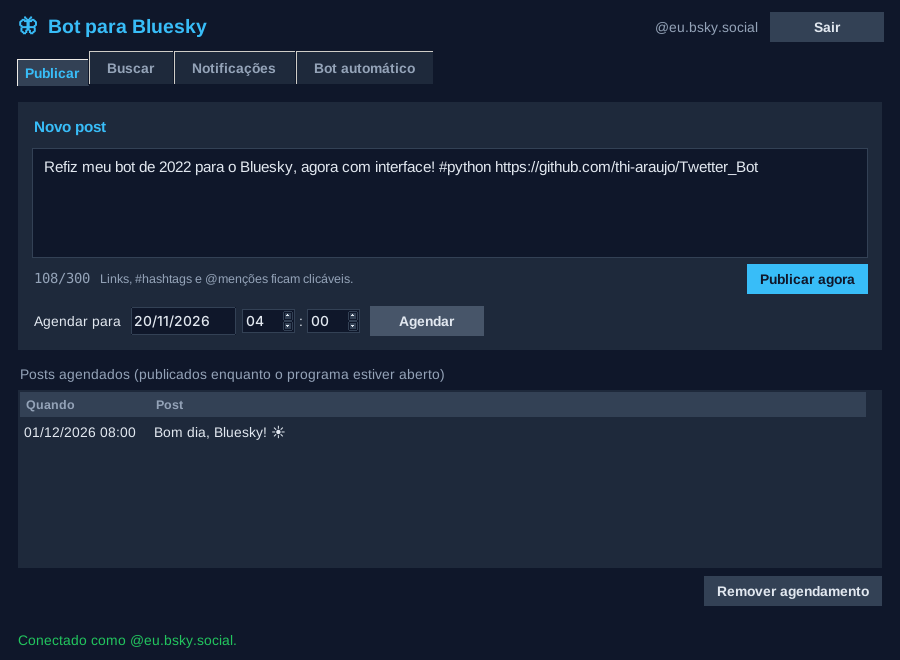 Bot para Bluesky
@eu.bsky.social
Sair
Publicar
Buscar
Notificações
Bot automático
Novo post
Refiz meu bot de 2022 para o Bluesky, agora com interface! #python https://github.com/thi-araujo/Twetter_Bot
108/300
Links, #hashtags e @menções ficam clicáveis.
Publicar agora
Agendar para
20/11/2026
04
:
00
Agendar
Posts agendados (publicados enquanto o programa estiver aberto)
Quando
Post
01/12/2026 08:00
Bom dia, Bluesky! ☀
Remover agendamento
Conectado como @eu.bsky.social.